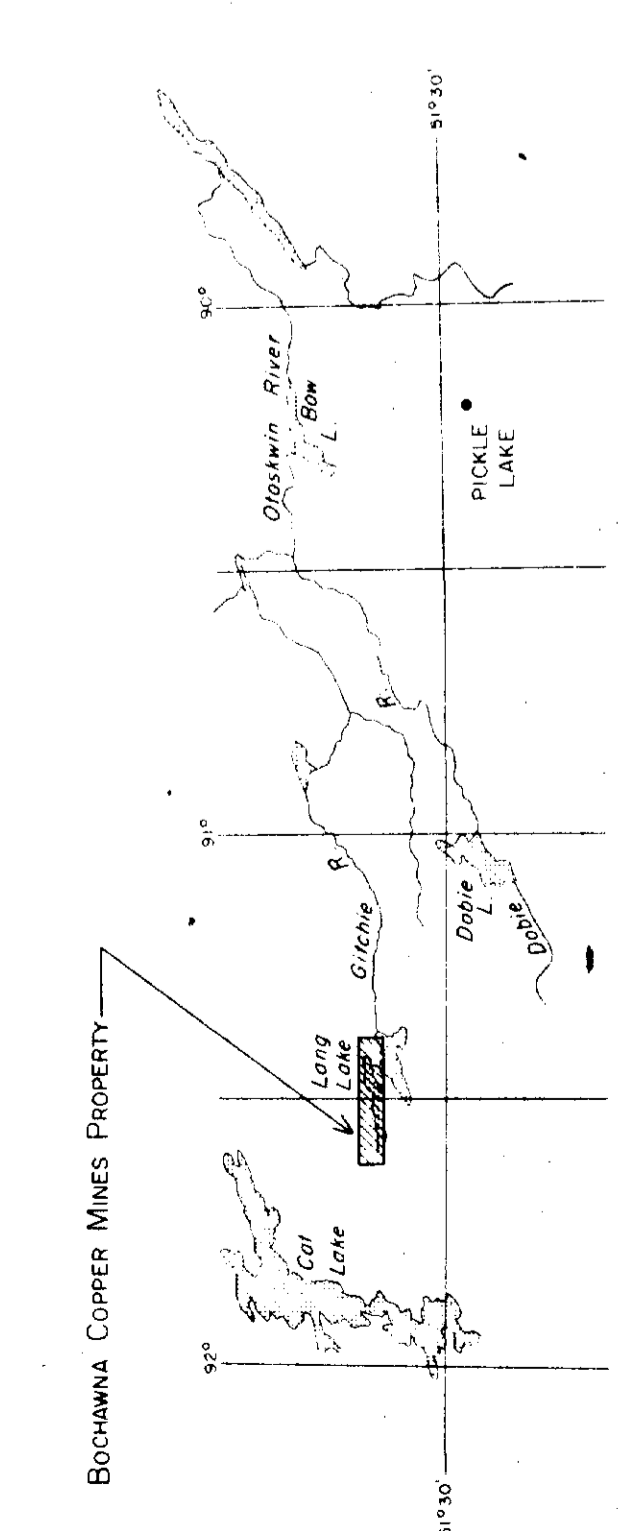 BOCHAWNA COPPER MINES PROPERTY
92°
91°
90°
Cat
Lake
Long
Lake
Gitchie
R
R
Otoskwin River
Bow
L.
Dobie
L.
Dobie
PICKLE
LAKE
51°30'
51°30'